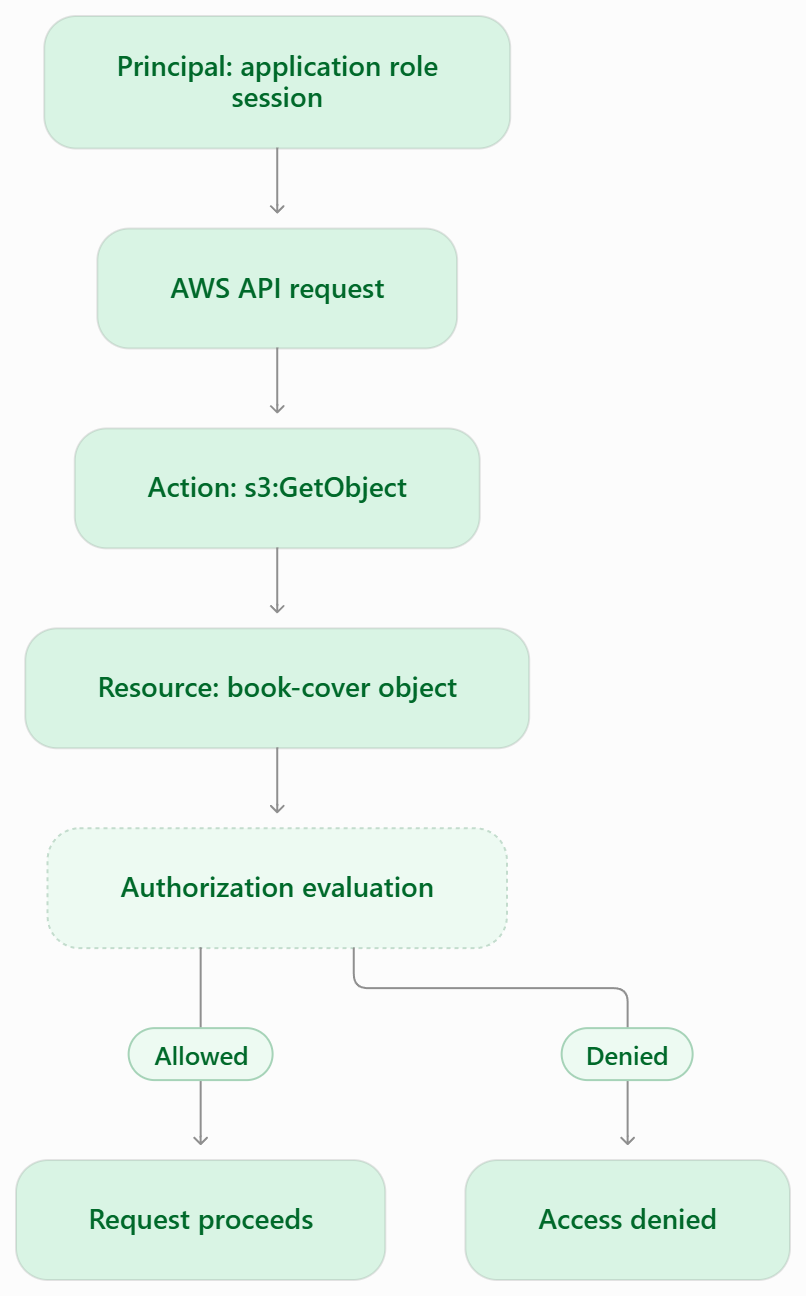 Principal: application role
session
AWS API request
Action: s3:GetObject
Resource: book-cover object
Authorization evaluation
Allowed
Denied
Request proceeds
Access denied